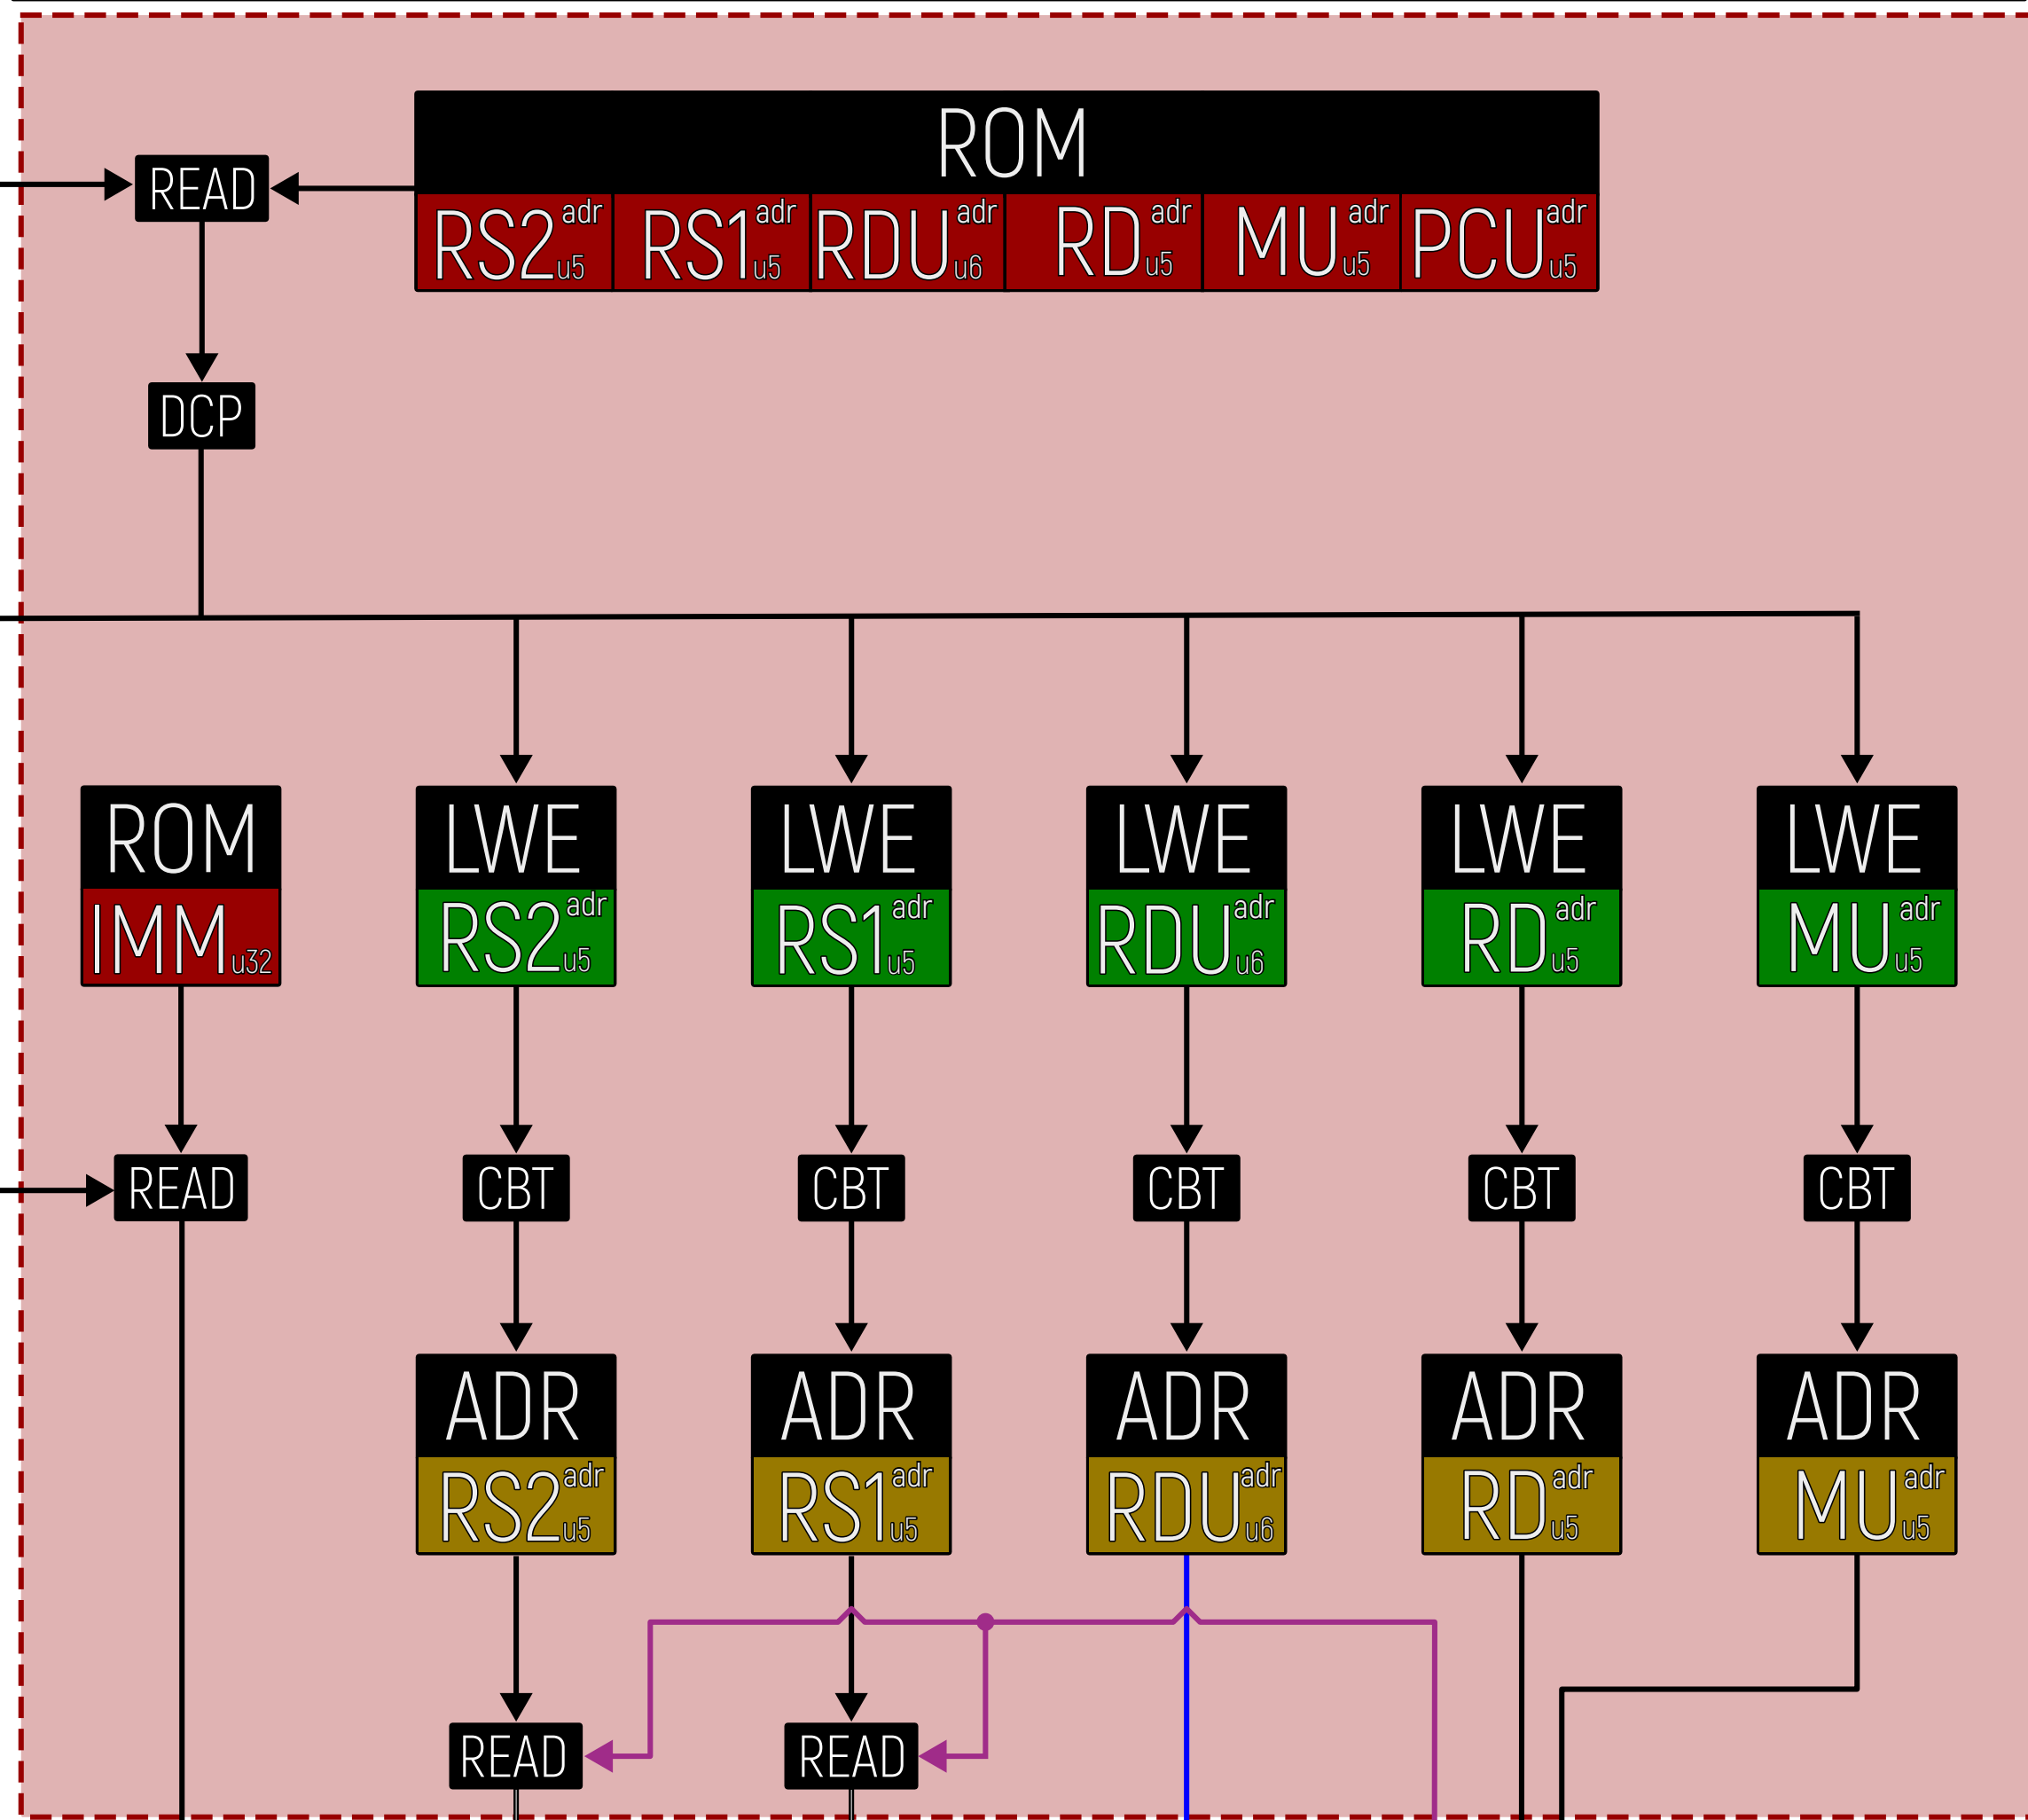 ROM
READ
RS2 adr u5 RS1 adr u5 RDU adr u6 RD adr u5 MU adr u5 PCU adr u5
DCP
ROM LWE LWE LWE LWE LWE
IMM u32 RS2 adr u5 RS1 adr u5 RDU adr u6 RD adr u5 MU adr u5
READ CBT CBT CBT CBT CBT
ADR ADR ADR ADR ADR
RS2 adr u5 RS1 adr u5 RDU adr u6 RD adr u5 MU adr u5
READ READ